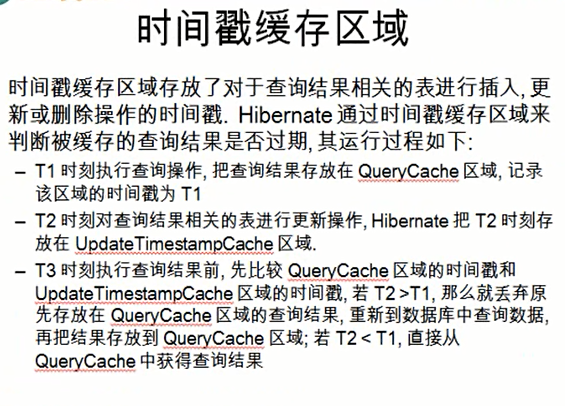 时间戳缓存区域
时间戳缓存区域存放了对于查询结果相关的表进行插入, 更
新或删除操作的时间戳. Hibernate 通过时间戳缓存区域来
判断被缓存的查询结果是否过期, 其运行过程如下:
– T1 时刻执行查询操作, 把查询结果存放在 QueryCache 区域, 记录
该区域的时间戳为 T1
– T2 时刻对查询结果相关的表进行更新操作, Hibernate 把 T2 时刻存
放在 UpdateTimestampCache 区域.
– T3 时刻执行查询结果前, 先比较 QueryCache 区域的时间戳和
UpdateTimestampCache 区域的时间戳, 若 T2 >T1, 那么就丢弃原
先存放在 QueryCache 区域的查询结果, 重新到数据库中查询数据,
再把结果存放到 QueryCache 区域; 若 T2 < T1, 直接从
QueryCache 中获得查询结果